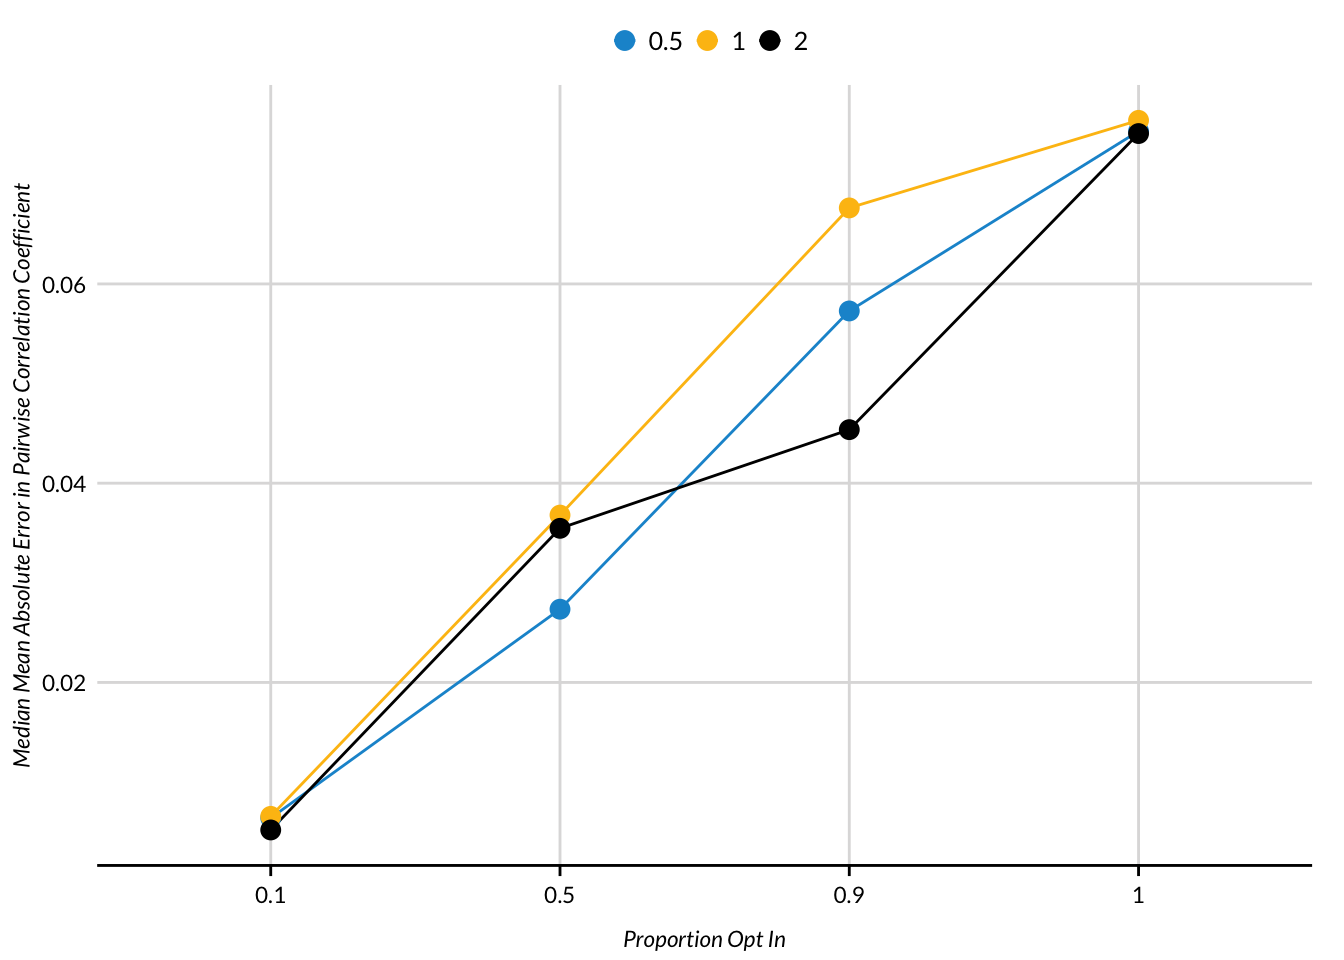 0.5 1 2
Median Mean Absolute Error in Pairwise Correlation Coefficient
0.06
0.04
0.02
0.1 0.5 0.9 1
Proportion Opt In